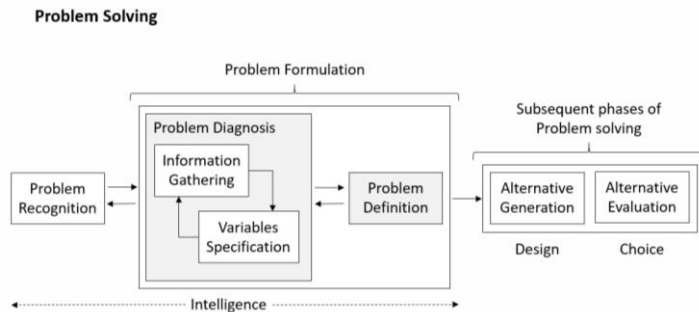 Problem Solving
Problem Formulation
Subsequent phases of
Problem solving
Problem Diagnosis
Information
Gathering
Variables
Specification
Problem
Recognition
Problem
Definition
Alternative
Generation
Alternative
Evaluation
Design
Choice
Intelligence